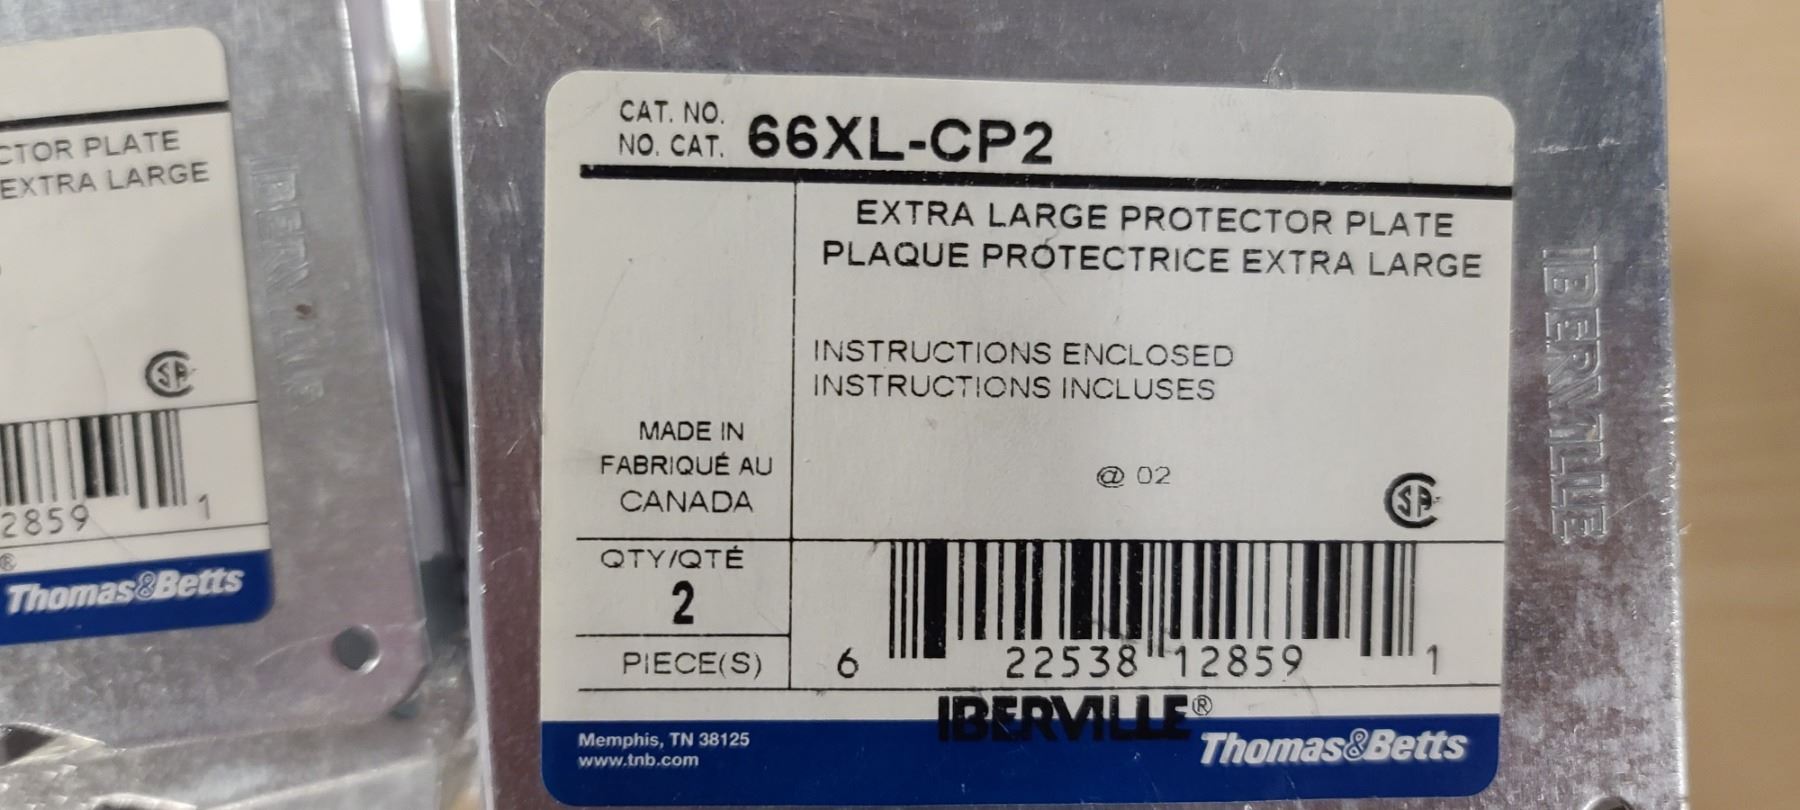 CTOR PLATE
EXTRA LARGE
2859 1
®
Thomas&Betts
IBERVILLE
CAT. NO.
NO. CAT. 66XL-CP2
EXTRA LARGE PROTECTOR PLATE
PLAQUE PROTECTRICE EXTRA LARGE
INSTRUCTIONS ENCLOSED
INSTRUCTIONS INCLUSES
MADE IN
FABRIQUÉ AU
CANADA
@ 02
QTY/QTÉ
2
PIECE(S)
6 22538 12859 1
IBERVILLE®
Memphis, TN 38125
www.tnb.com
Thomas&Betts
IBERVILLE